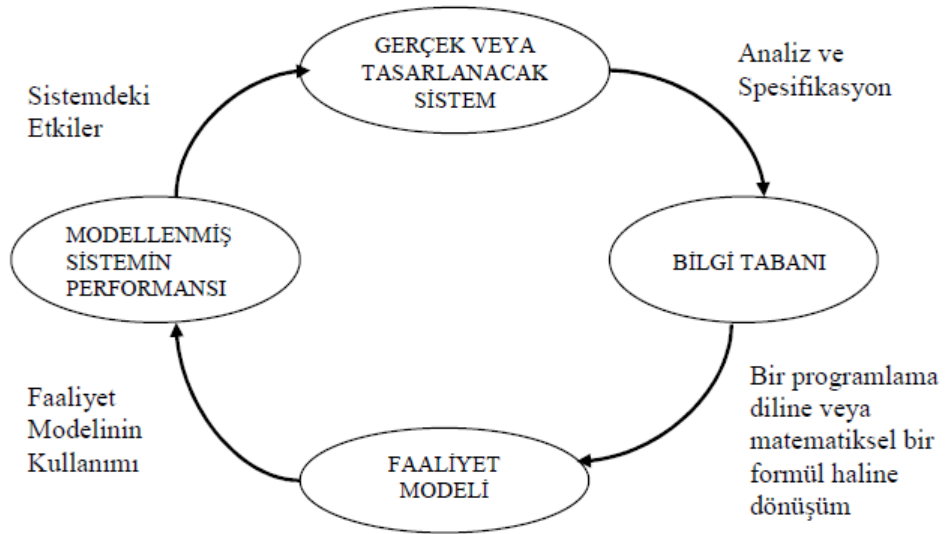 GERÇEK VEYA
TASARLANACAK
SİSTEM
Analiz ve
Spesifikasyon
Sistemdeki
Etkiler
MODELLENMİŞ
SİSTEMİN
PERFORMANSI
BİLGİ TABANI
Faaliyet
Modelinin
Kullanımı
Bir programlama
diline veya
matematiksel bir
formül haline
dönüşüm
FAALİYET
MODELİ